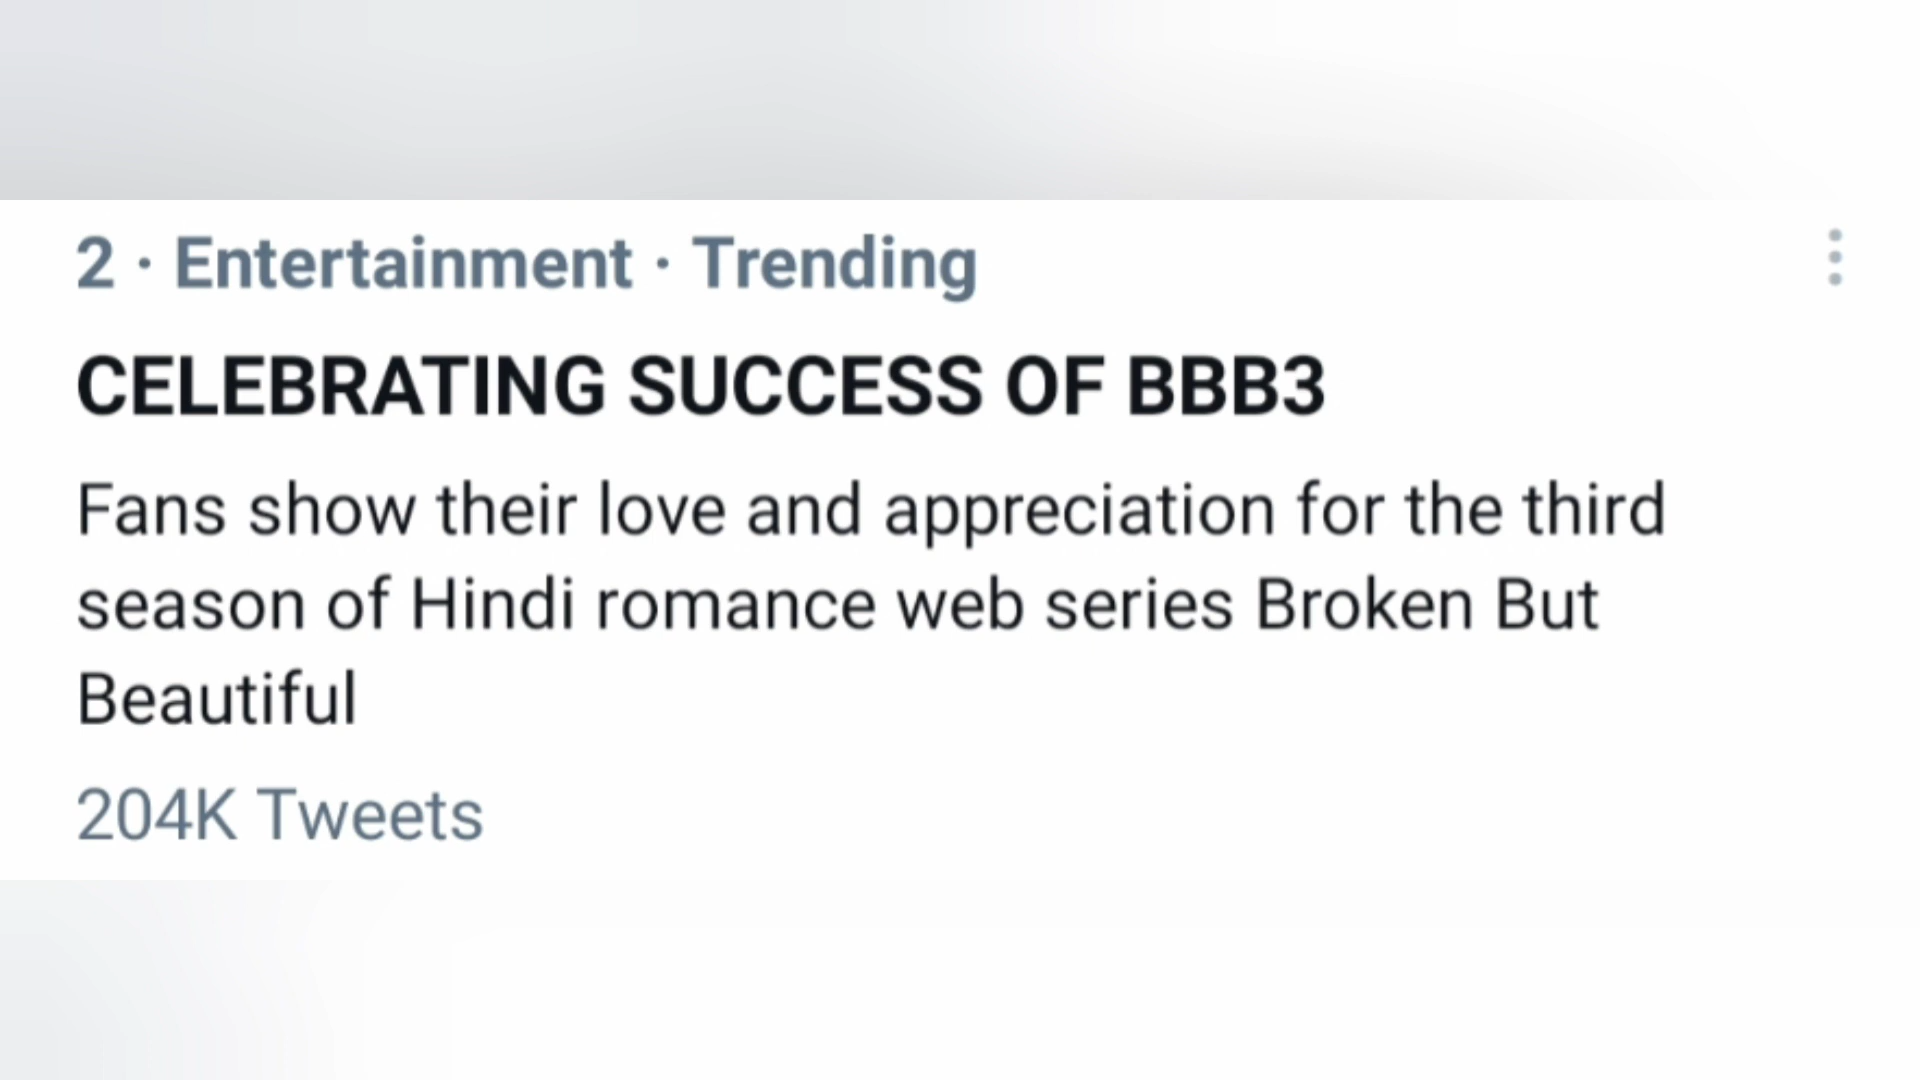 2 · Entertainment · Trending
CELEBRATING SUCCESS OF BBB3
Fans show their love and appreciation for the third
season of Hindi romance web series Broken But
Beautiful
204K Tweets